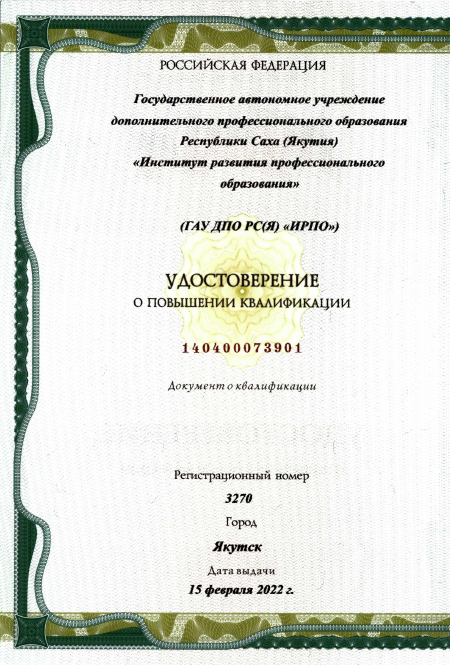 РОССИЙСКАЯ ФЕДЕРАЦИЯ
Государственное автономное учреждение
дополнительного профессионального образования
Республики Саха (Якутия)
«Институт развития профессионального
образования»
(ГАУ ДПО РС(Я) «ИРПО»)
УДОСТОВЕРЕНИЕ
О ПОВЫШЕНИИ КВАЛИФИКАЦИИ
140400073901
Документ о квалификации
Регистрационный номер
3270
Город
Якутск
Дата выдачи
15 февраля 2022 г.